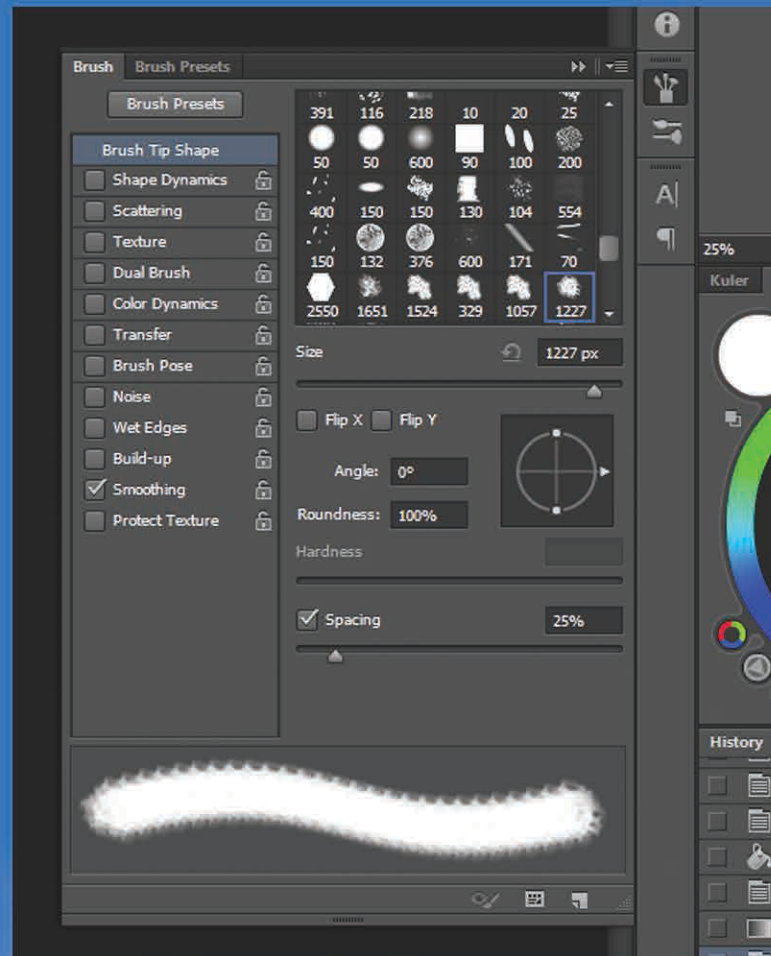 Brush Brush Presets
Brush Presets
Brush Tip Shape
Shape Dynamics
Scattering
Texture
Dual Brush
Color Dynamics
Transfer
Brush Pose
Noise
Wet Edges
Build-up
Smoothing
Protect Texture
391 116 218 10 20 25
50 50 600 90 100 200
400 150 150 130 104 554
150 132 376 600 171 70
2550 1651 1524 329 1057 1227
Size 1227 px
Flip X Flip Y
Angle: 0º
Roundness: 100%
Hardness
Spacing 25%
A
25%
Kuler
History